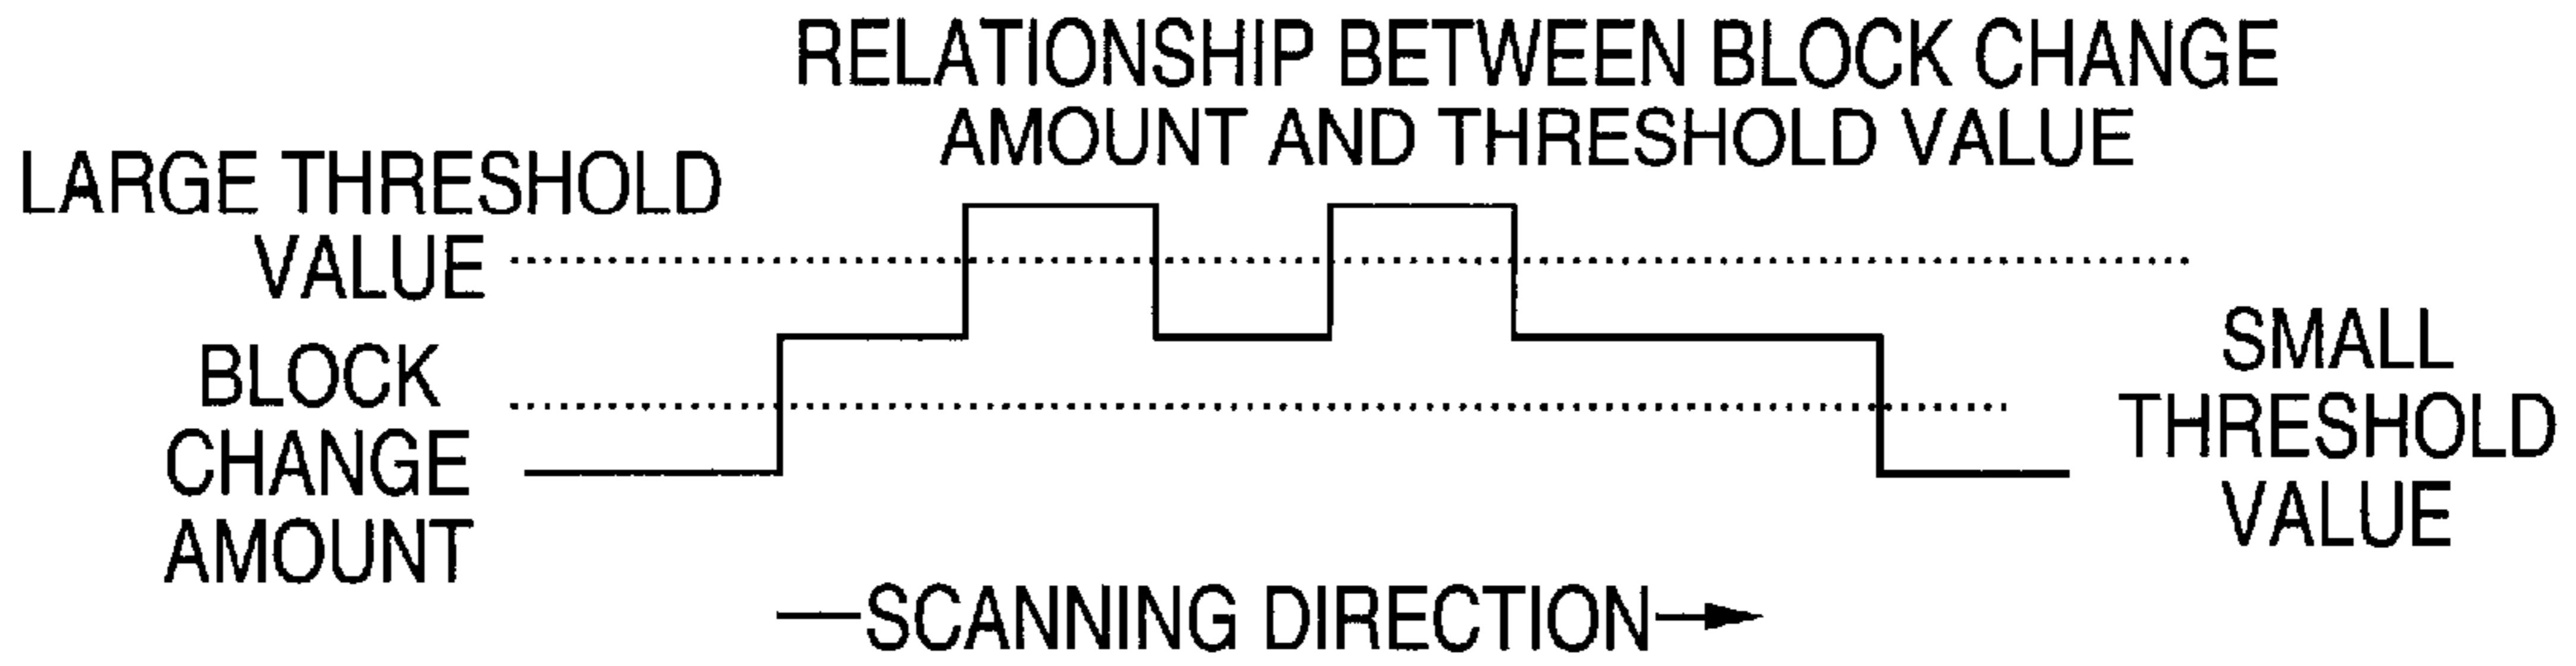 RELATIONSHIP BETWEEN BLOCK CHANGE
AMOUNT AND THRESHOLD VALUE
LARGE THRESHOLD
VALUE
BLOCK
CHANGE
AMOUNT
SMALL
THRESHOLD
VALUE
SCANNING DIRECTION